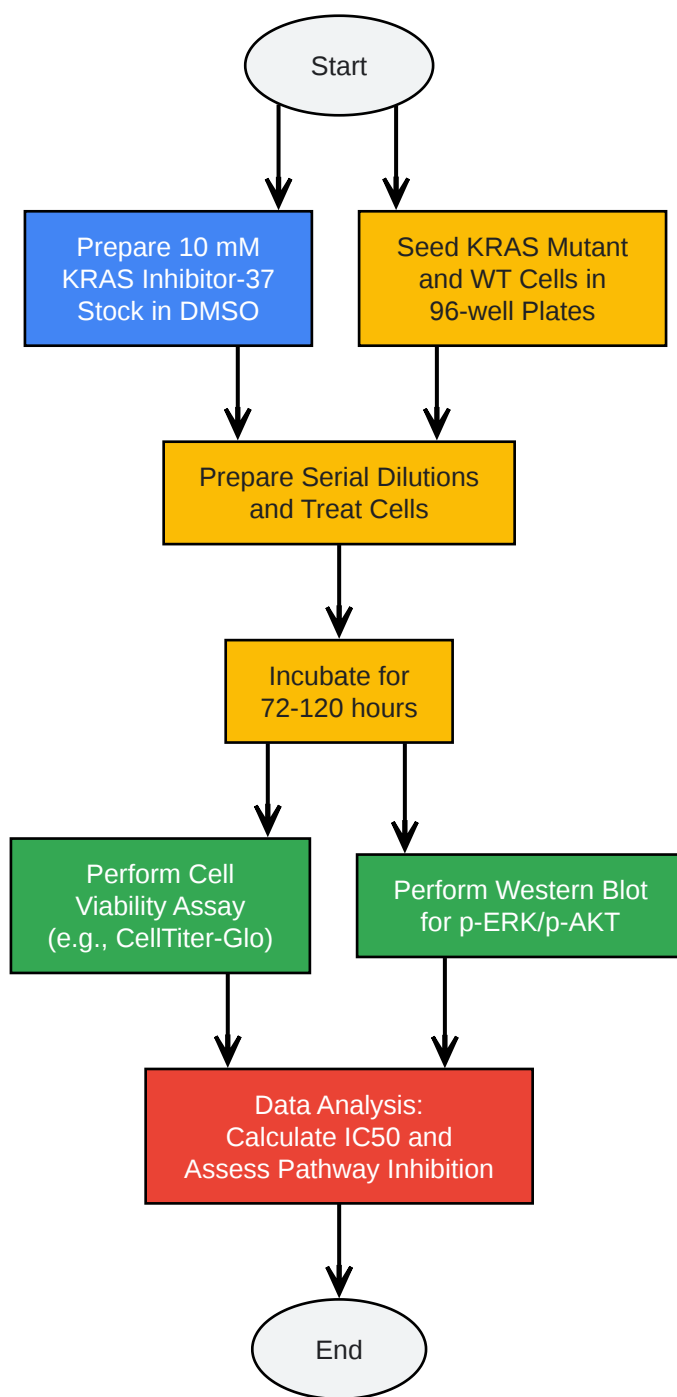 Start
Prepare 10 mM
KRAS Inhibitor-37
Stock in DMSO
Seed KRAS Mutant
and WT Cells in
96-well Plates
Prepare Serial Dilutions
and Treat Cells
Incubate for
72-120 hours
Perform Cell
Viability Assay
(e.g., CellTiter-Glo)
Perform Western Blot
for p-ERK/p-AKT
Data Analysis:
Calculate IC50 and
Assess Pathway Inhibition
End